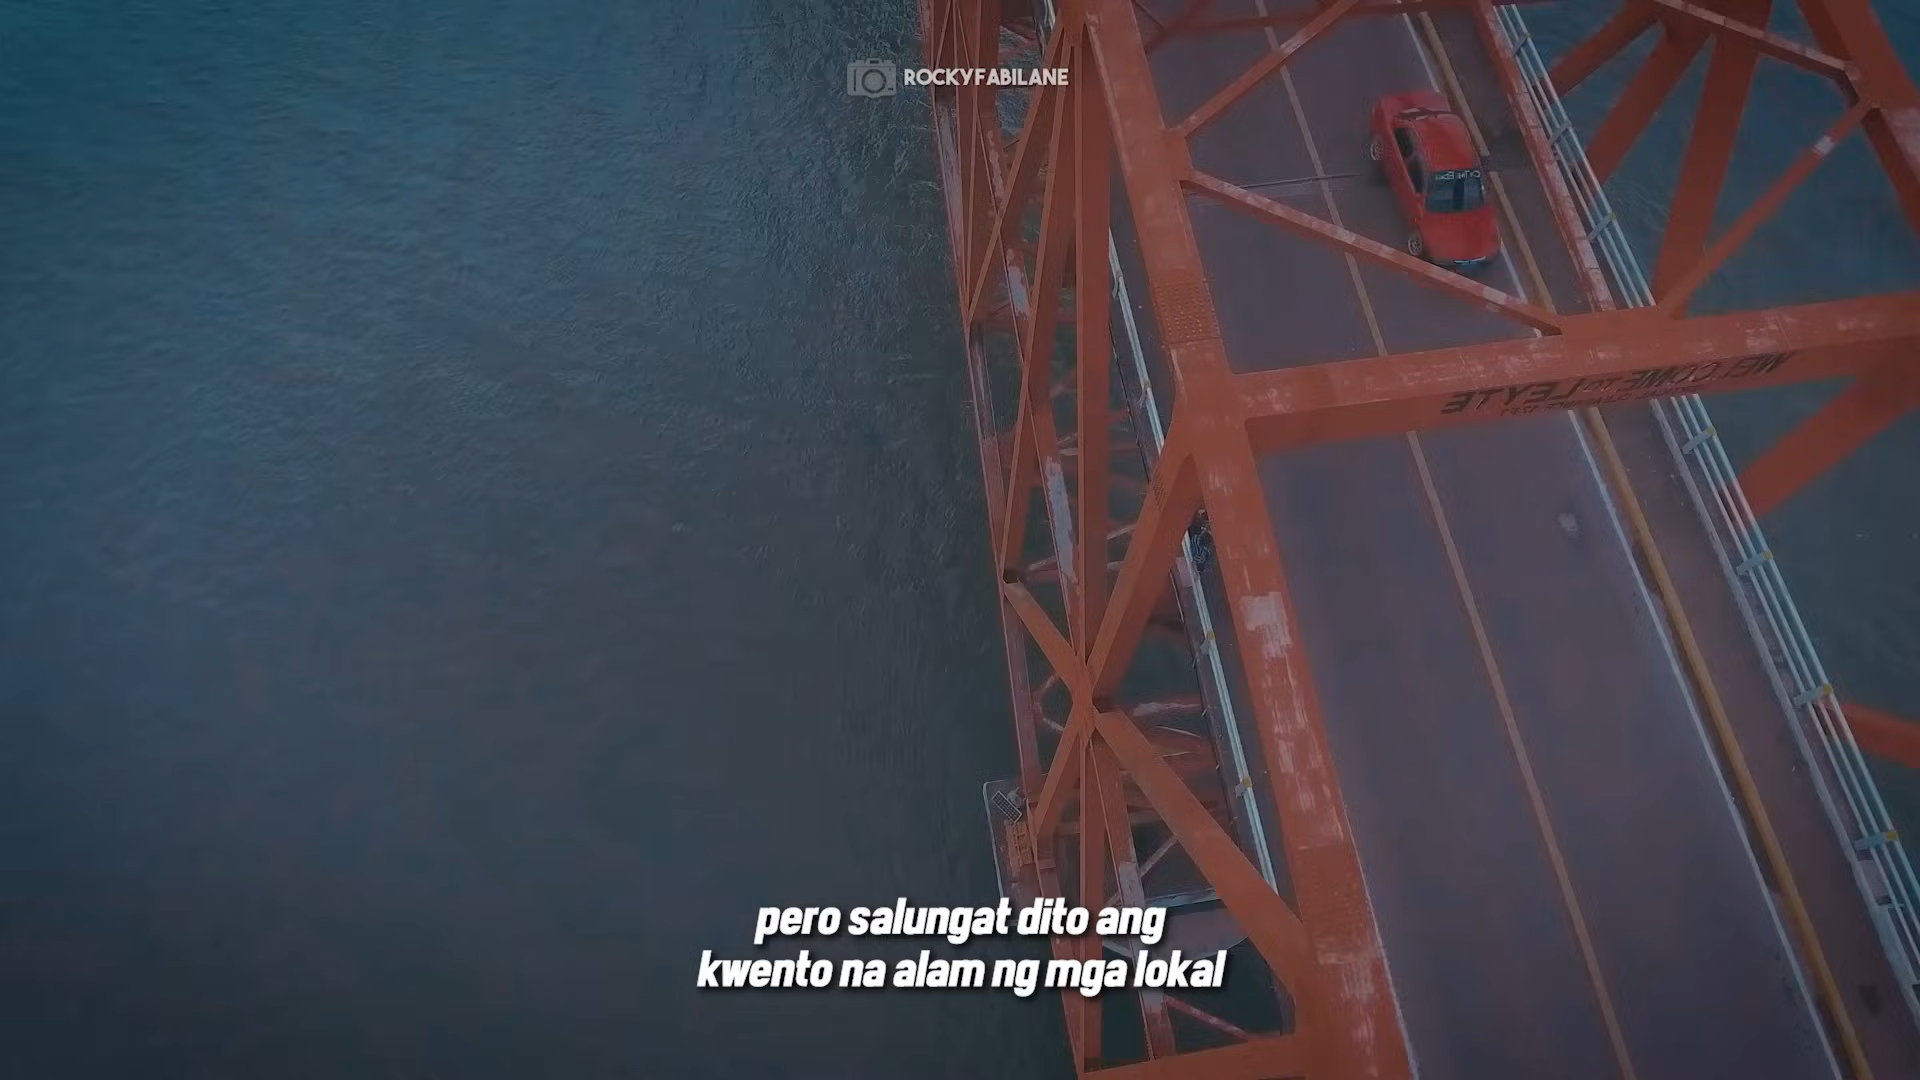 ROCKYFABILANE
WELCOME TO LEYTE
pero salungat dito ang
kwento na alam ng mga lokal